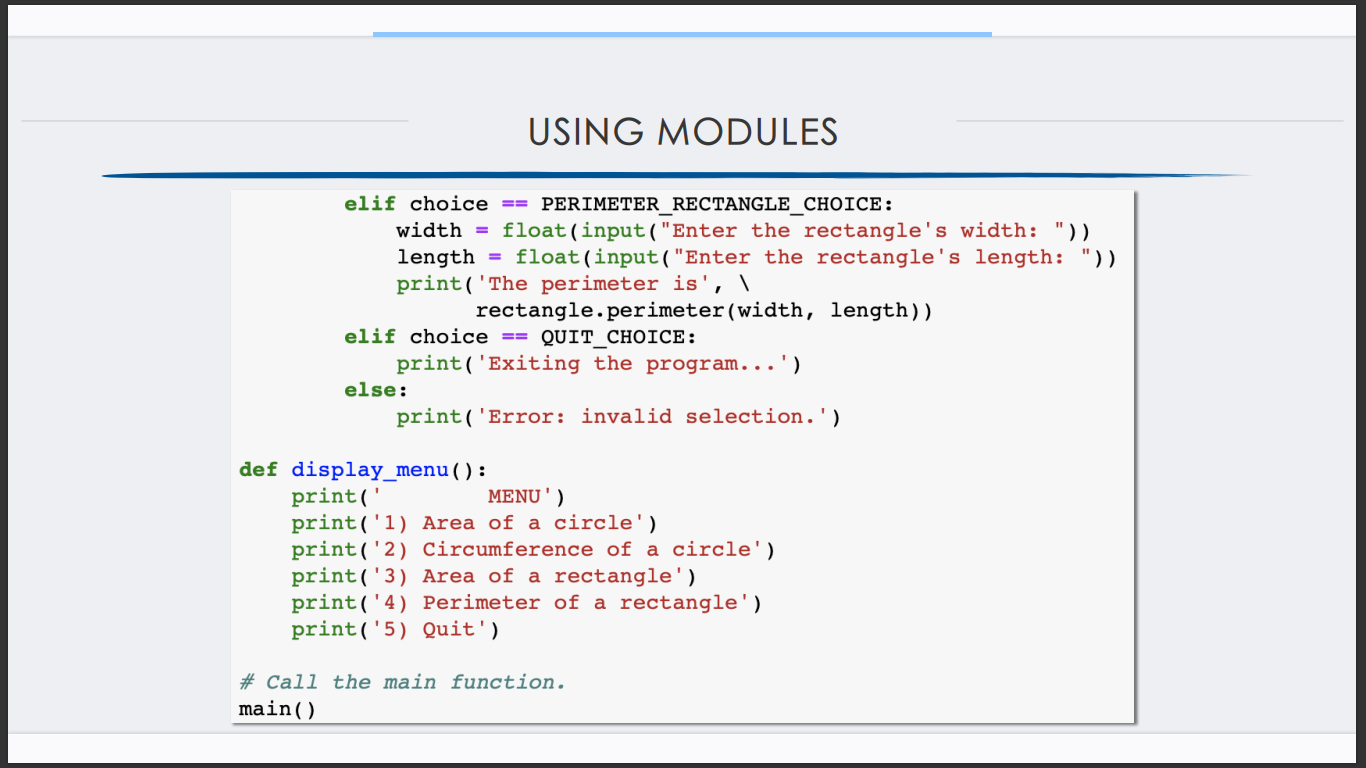 USING MODULES
        elif choice == PERIMETER_RECTANGLE_CHOICE:
            width = float(input("Enter the rectangle's width: "))
            length = float(input("Enter the rectangle's length: "))
            print('The perimeter is', \
                  rectangle.perimeter(width, length))
        elif choice == QUIT_CHOICE:
            print('Exiting the program...')
        else:
            print('Error: invalid selection.')
def display_menu():
    print('        MENU')
    print('1) Area of a circle')
    print('2) Circumference of a circle')
    print('3) Area of a rectangle')
    print('4) Perimeter of a rectangle')
    print('5) Quit')
# Call the main function.
main()